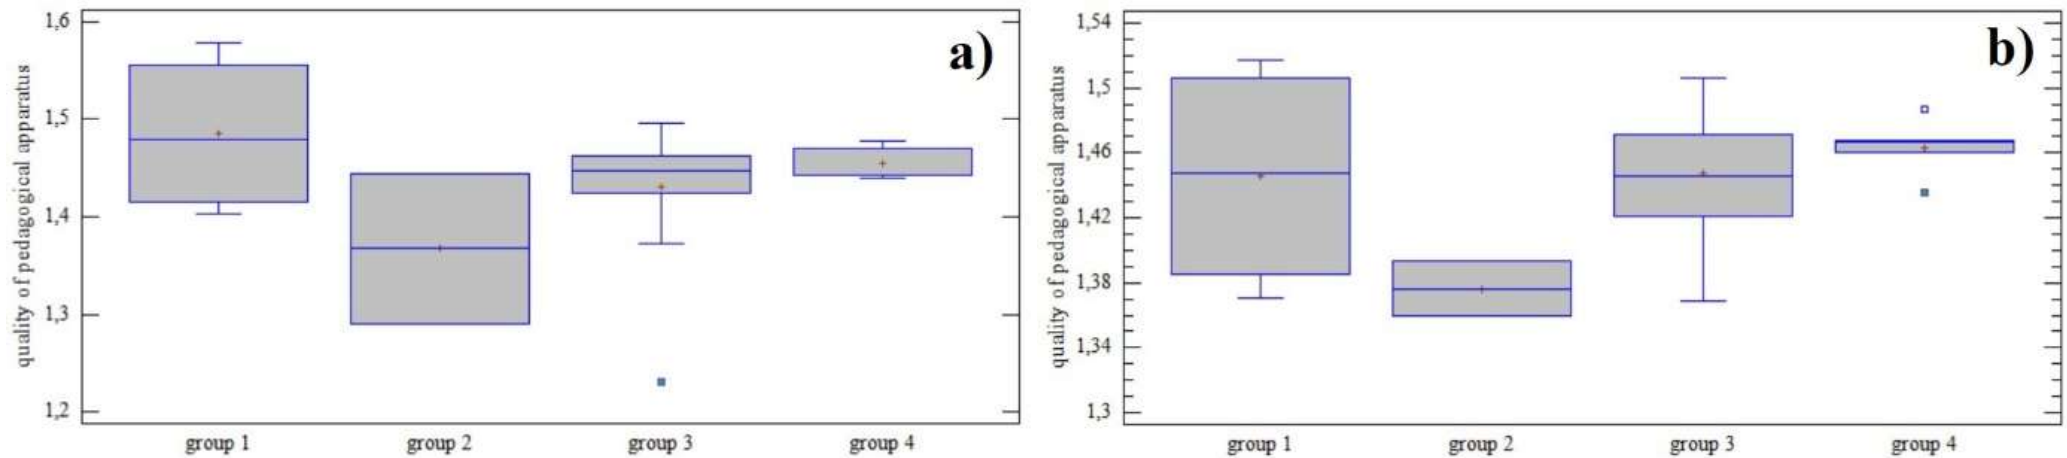 a)
quality of pedagogical apparatus
1,6
1,5
1,4
1,3
1,2
group 1 group 2 group 3 group 4
b)
quality of pedagogical apparatus
1,54
1,5
1,46
1,42
1,38
1,34
1,3
group 1 group 2 group 3 group 4